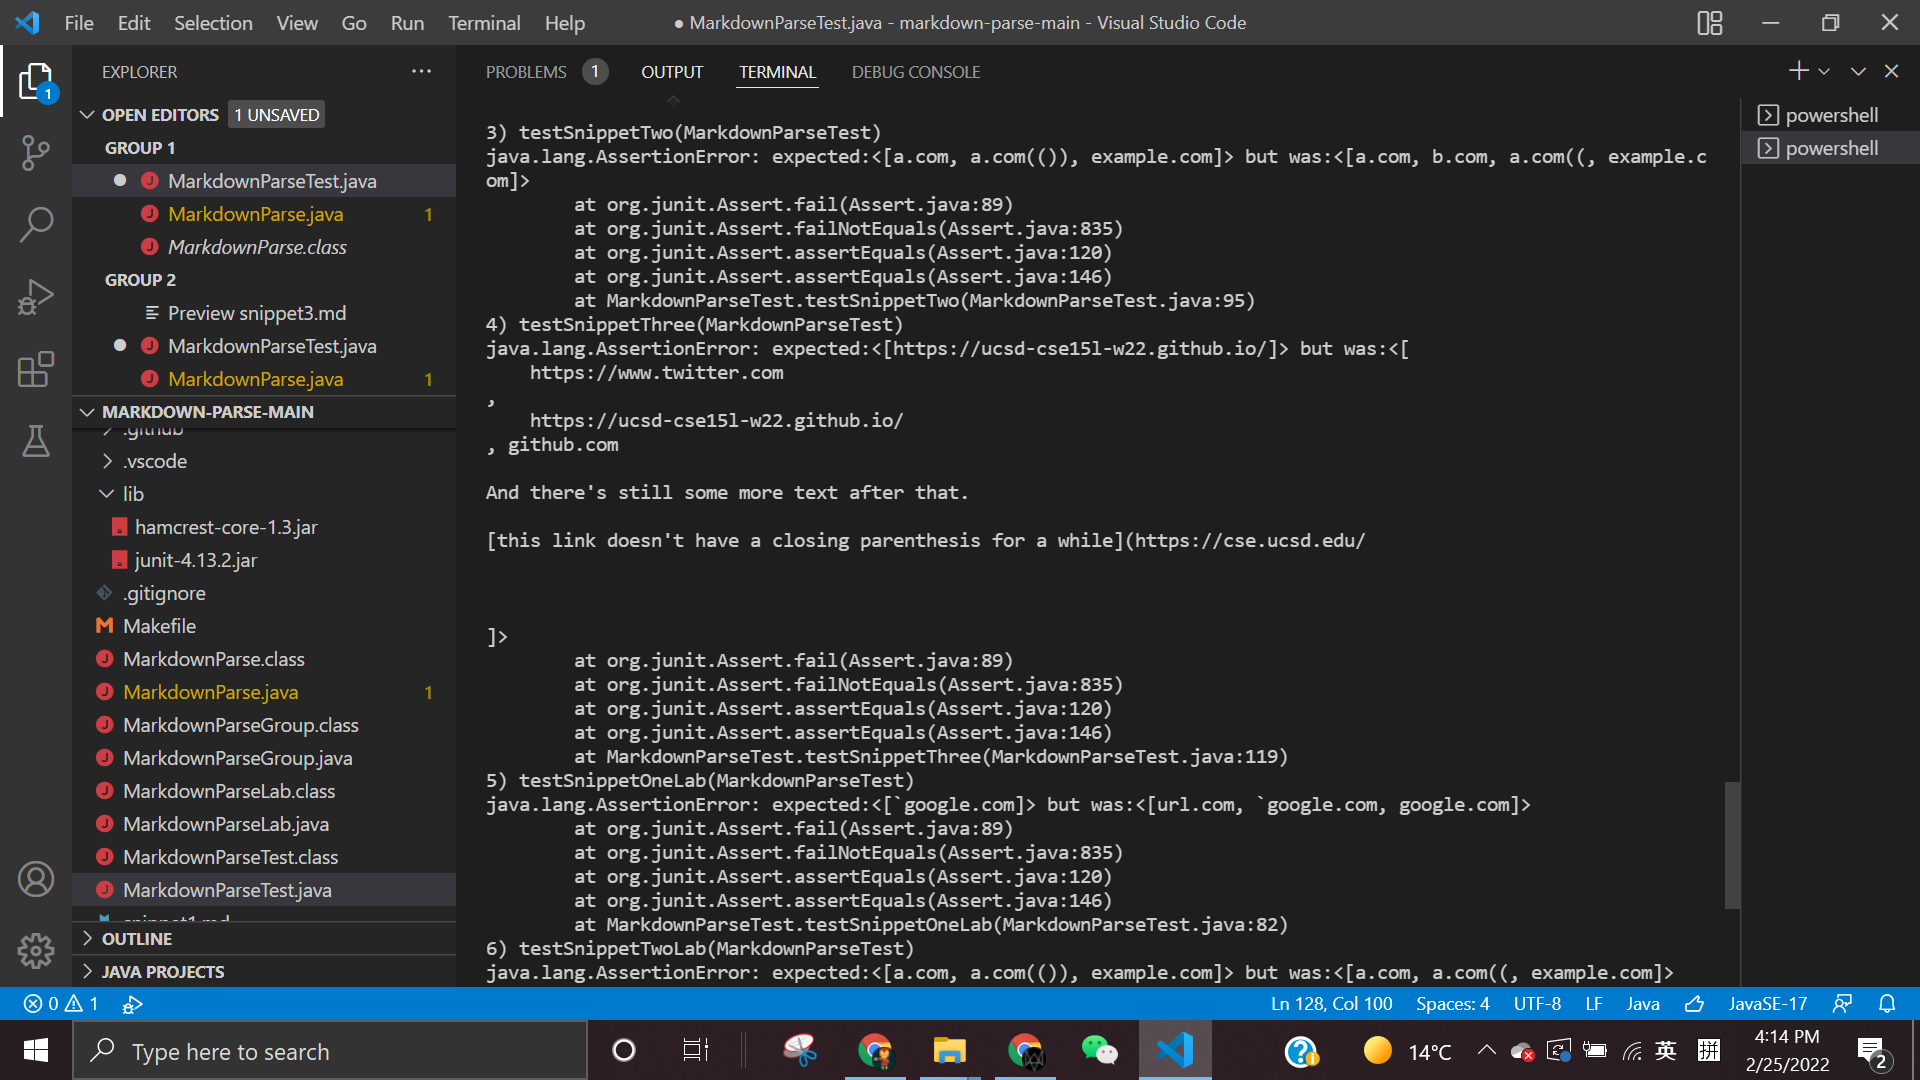 File Edit Selection View Go Run Terminal Help
● MarkdownParseTest.java - markdown-parse-main - Visual Studio Code
EXPLORER
OPEN EDITORS 1 UNSAVED
GROUP 1
MarkdownParseTest.java
MarkdownParse.java 1
MarkdownParse.class
GROUP 2
Preview snippet3.md
MarkdownParseTest.java
MarkdownParse.java 1
MARKDOWN-PARSE-MAIN
.github
.vscode
lib
hamcrest-core-1.3.jar
junit-4.13.2.jar
.gitignore
Makefile
MarkdownParse.class
MarkdownParse.java 1
MarkdownParseGroup.class
MarkdownParseGroup.java
MarkdownParseLab.class
MarkdownParseLab.java
MarkdownParseTest.class
MarkdownParseTest.java
snippet1.md
OUTLINE
JAVA PROJECTS
PROBLEMS 1 OUTPUT TERMINAL DEBUG CONSOLE
3) testSnippetTwo(MarkdownParseTest)
java.lang.AssertionError: expected:<[a.com, a.com(()), example.com]> but was:<[a.com, b.com, a.com((, example.c
om]>
at org.junit.Assert.fail(Assert.java:89)
at org.junit.Assert.failNotEquals(Assert.java:835)
at org.junit.Assert.assertEquals(Assert.java:120)
at org.junit.Assert.assertEquals(Assert.java:146)
at MarkdownParseTest.testSnippetTwo(MarkdownParseTest.java:95)
4) testSnippetThree(MarkdownParseTest)
java.lang.AssertionError: expected:<[https://ucsd-cse15l-w22.github.io/]> but was:<[
https://www.twitter.com
,
https://ucsd-cse15l-w22.github.io/
, github.com
And there's still some more text after that.
[this link doesn't have a closing parenthesis for a while](https://cse.ucsd.edu/
]>
at org.junit.Assert.fail(Assert.java:89)
at org.junit.Assert.failNotEquals(Assert.java:835)
at org.junit.Assert.assertEquals(Assert.java:120)
at org.junit.Assert.assertEquals(Assert.java:146)
at MarkdownParseTest.testSnippetThree(MarkdownParseTest.java:119)
5) testSnippetOneLab(MarkdownParseTest)
java.lang.AssertionError: expected:<[`google.com]> but was:<[url.com, `google.com, google.com]>
at org.junit.Assert.fail(Assert.java:89)
at org.junit.Assert.failNotEquals(Assert.java:835)
at org.junit.Assert.assertEquals(Assert.java:120)
at org.junit.Assert.assertEquals(Assert.java:146)
at MarkdownParseTest.testSnippetOneLab(MarkdownParseTest.java:82)
6) testSnippetTwoLab(MarkdownParseTest)
java.lang.AssertionError: expected:<[a.com, a.com(()), example.com]> but was:<[a.com, a.com((, example.com]>
powershell
powershell
0 1 Ln 128, Col 100 Spaces: 4 UTF-8 LF Java JavaSE-17
Type here to search
14°C 英 拼 4:14 PM
2/25/2022
2